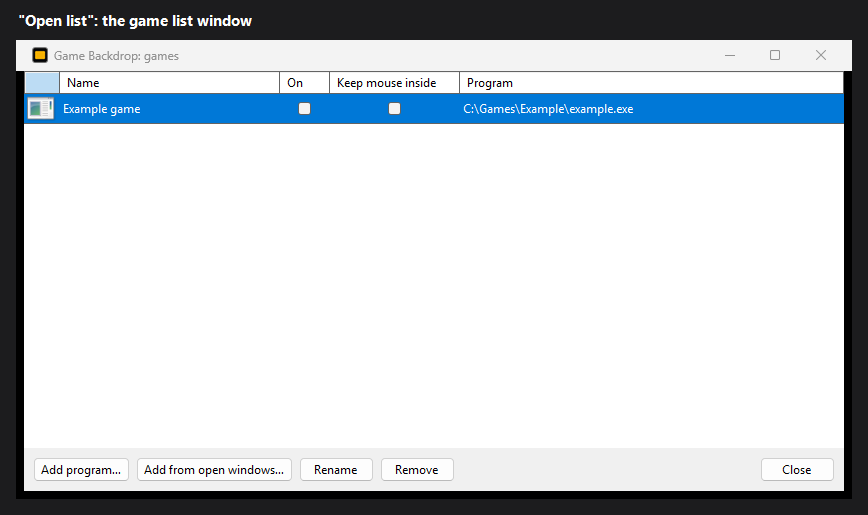 "Open list": the game list window
Game Backdrop: games
Name On Keep mouse inside Program
Example game C:\Games\Example\example.exe
Add program... Add from open windows... Rename Remove Close